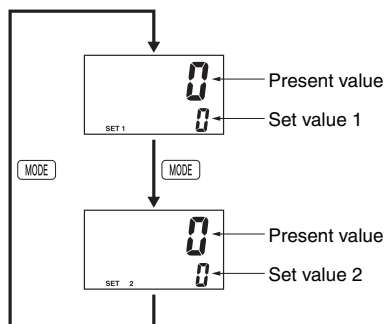 0
Present value
0
Set value 1
SET 1
MODE
MODE
0
Present value
0
Set value 2
SET 2